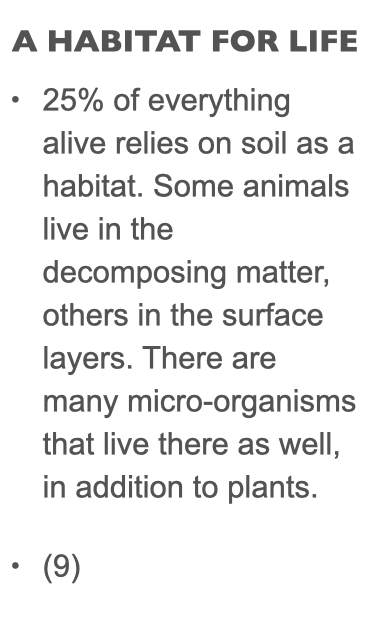 A HABITAT FOR LIFE
• 25% of everything
alive relies on soil as a
habitat. Some animals
live in the
decomposing matter,
others in the surface
layers. There are
many micro-organisms
that live there as well,
in addition to plants.
• (9)